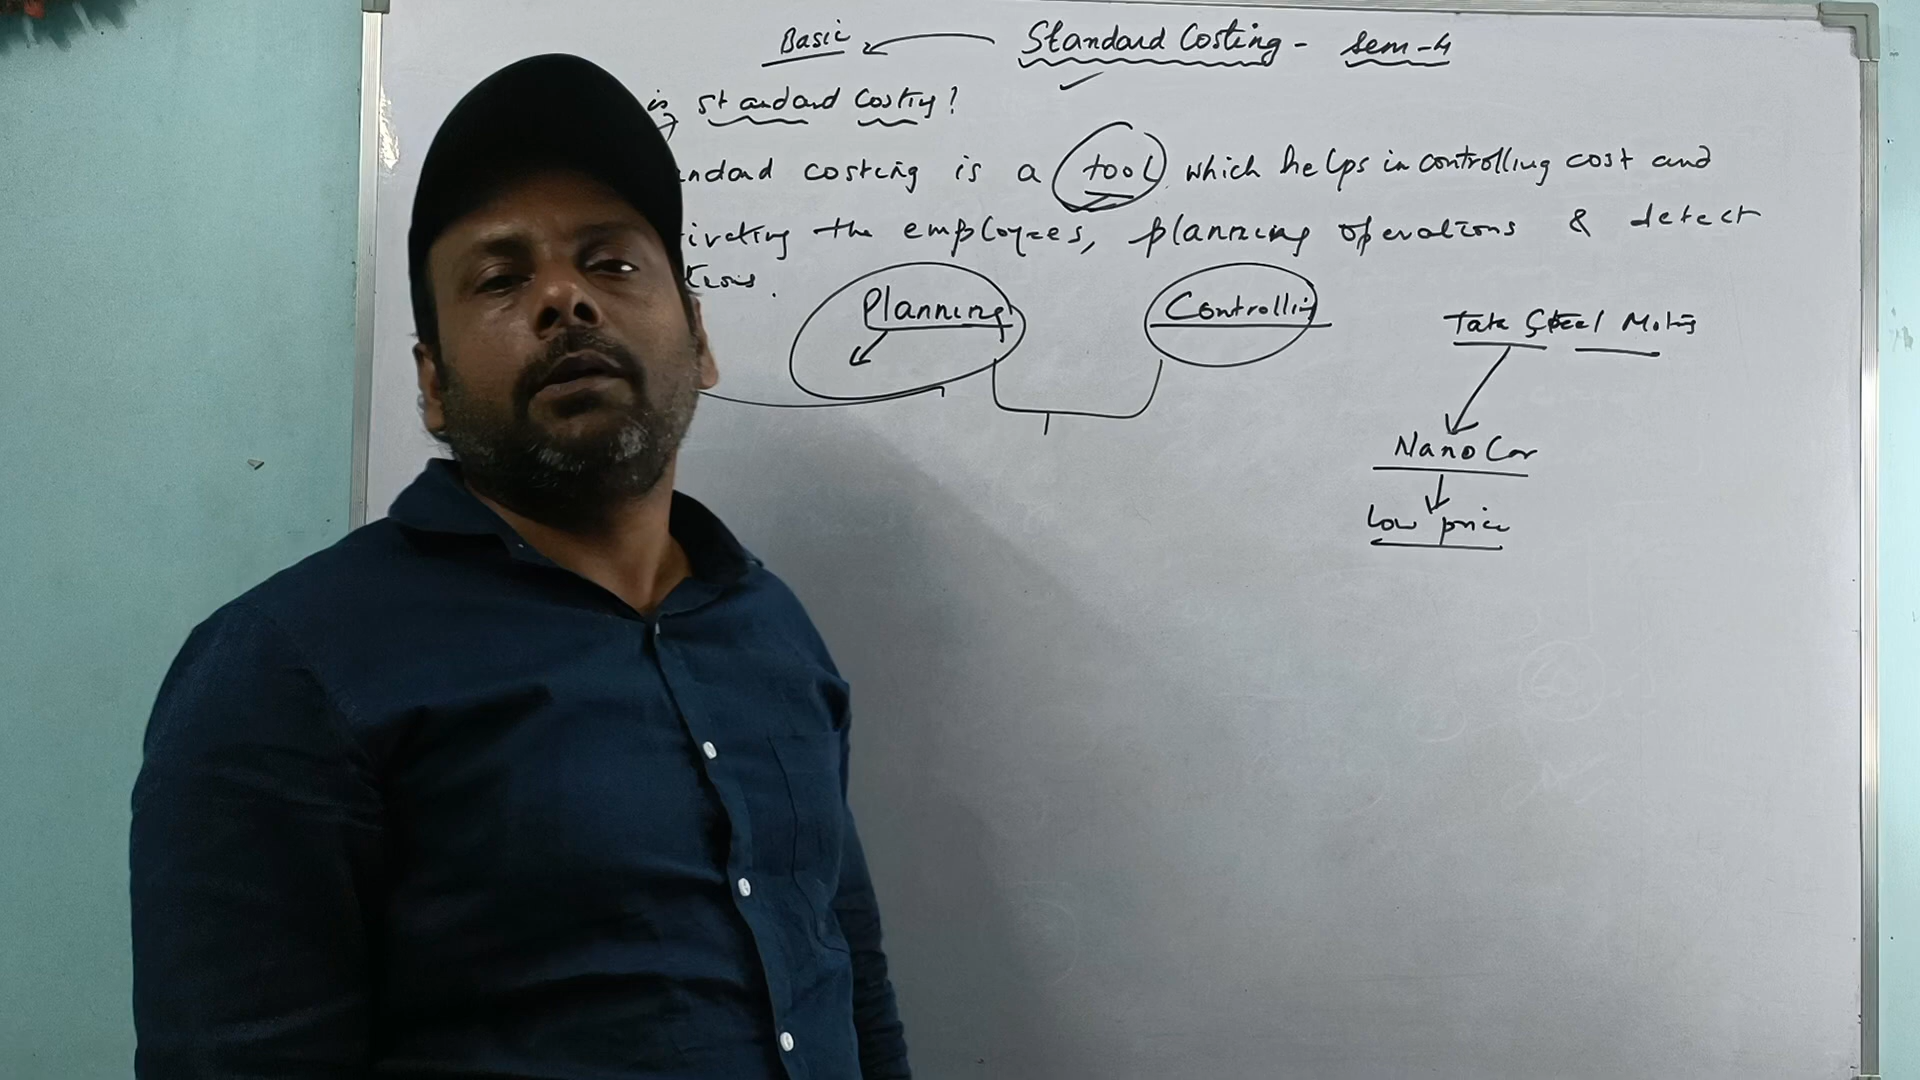 Basic Standard Costing - Sem-4
is standard Costing?
ndard costing is a tool which helps in controlling cost and
ivating the employees, planning operations & detect
tions.
Planning Controlling
Tata Steel Motors
Nano Car
Low price